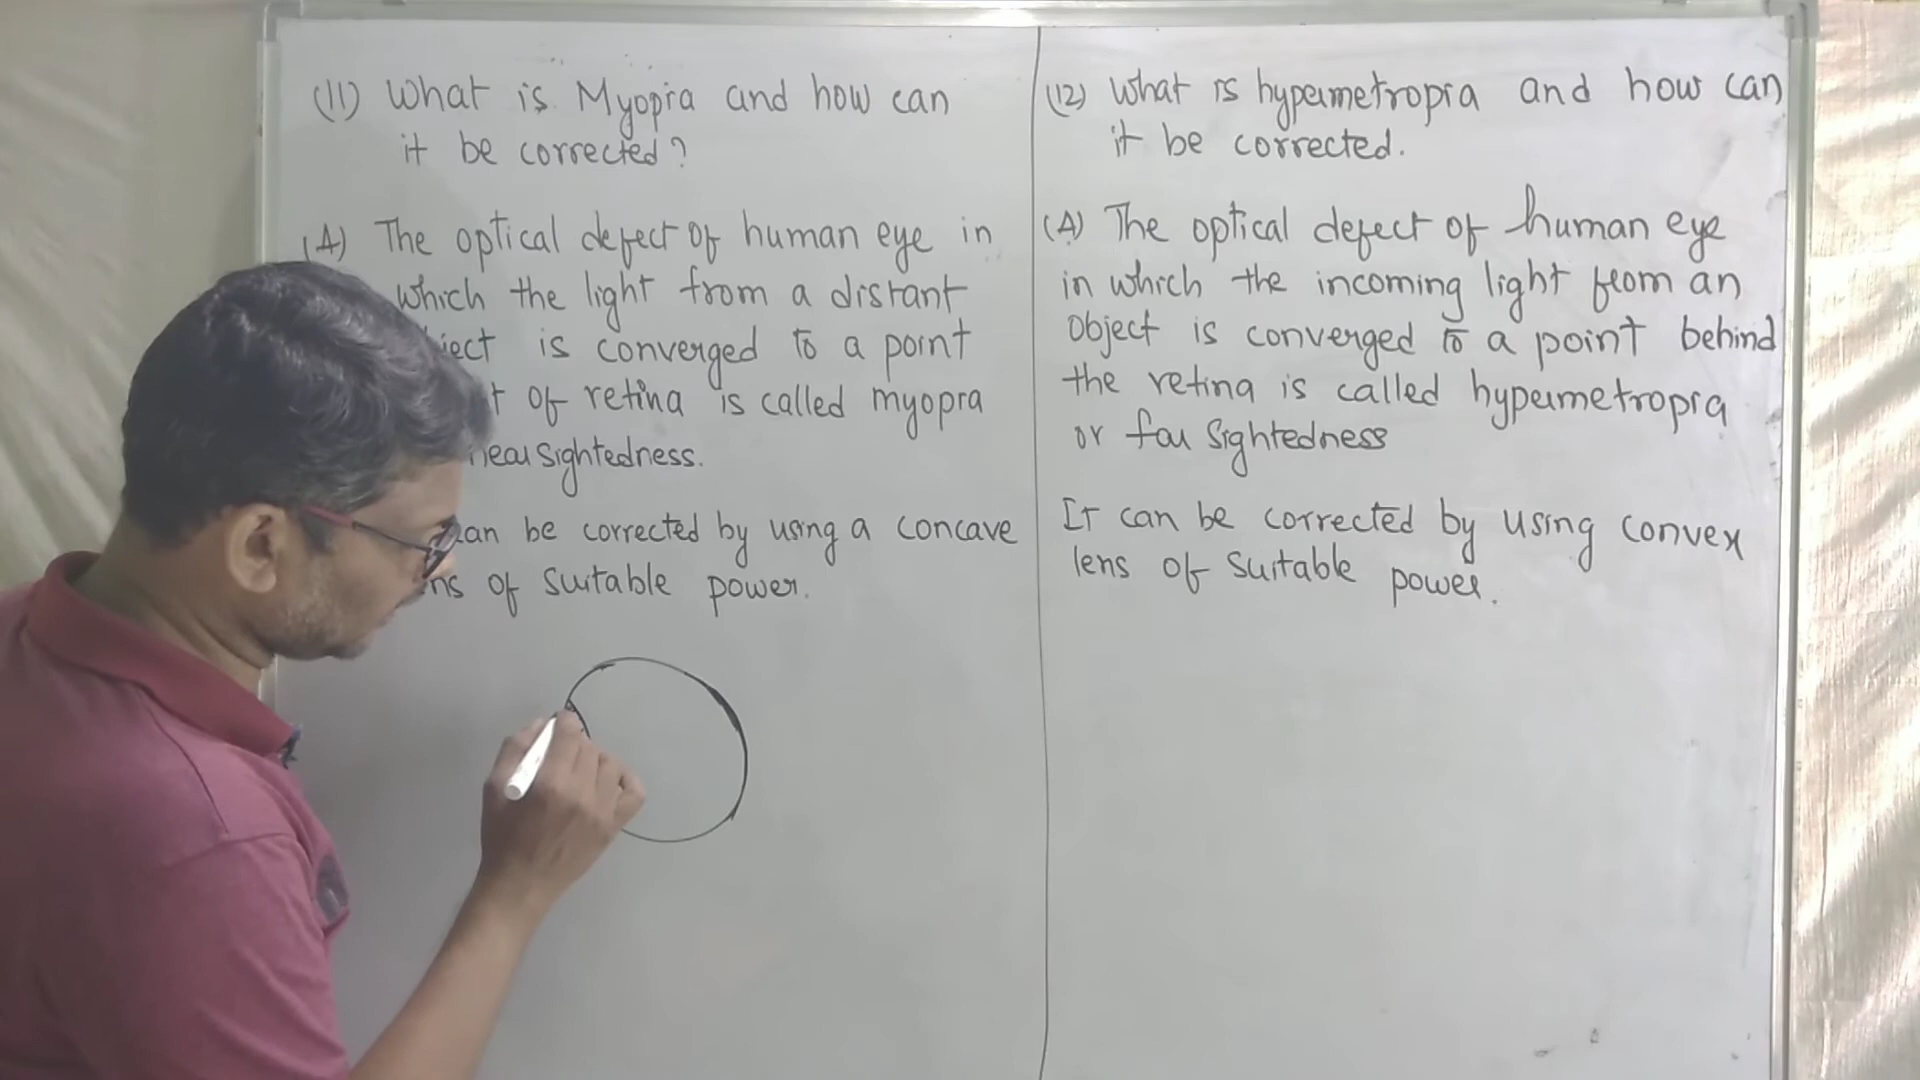 (11) What is Myopia and how can
it be corrected?
(A) The optical defect of human eye in
which the light from a distant
is converged to a point
of retina is called myopia
near sightedness.
can be corrected by using a concave
of suitable power.
(12) What is hypermetropia and how can
it be corrected.
(A) The optical defect of human eye
in which the incoming light from an
object is converged to a point behind
the retina is called hypermetropia
or far sightedness
It can be corrected by using convex
lens of suitable power.